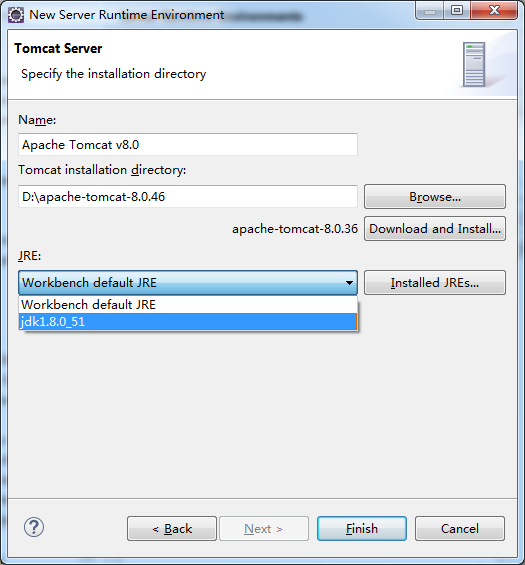 New Server Runtime Environment
Tomcat Server
Specify the installation directory
Name:
Apache Tomcat v8.0
Tomcat installation directory:
D:\apache-tomcat-8.0.46
Browse...
apache-tomcat-8.0.36
Download and Install...
JRE:
Workbench default JRE
Installed JREs...
Workbench default JRE
jdk1.8.0_51
?
< Back
Next >
Finish
Cancel